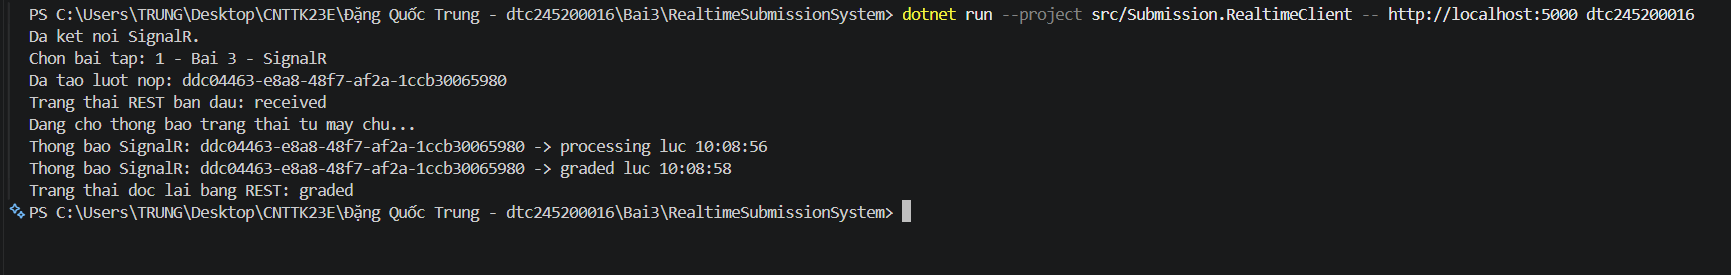 PS C:\Users\TRUNG\Desktop\CNTTK23E\Đặng Quốc Trung - dtc245200016\Bai3\RealtimeSubmissionSystem> dotnet run --project src/Submission.RealtimeClient -- http://localhost:5000 dtc245200016
Da ket noi SignalR.
Chon bai tap: 1 - Bai 3 - SignalR
Da tao luot nop: ddc04463-e8a8-48f7-af2a-1ccb30065980
Trang thai REST ban dau: received
Dang cho thong bao trang thai tu may chu...
Thong bao SignalR: ddc04463-e8a8-48f7-af2a-1ccb30065980 -> processing luc 10:08:56
Thong bao SignalR: ddc04463-e8a8-48f7-af2a-1ccb30065980 -> graded luc 10:08:58
Trang thai doc lai bang REST: graded
PS C:\Users\TRUNG\Desktop\CNTTK23E\Đặng Quốc Trung - dtc245200016\Bai3\RealtimeSubmissionSystem>